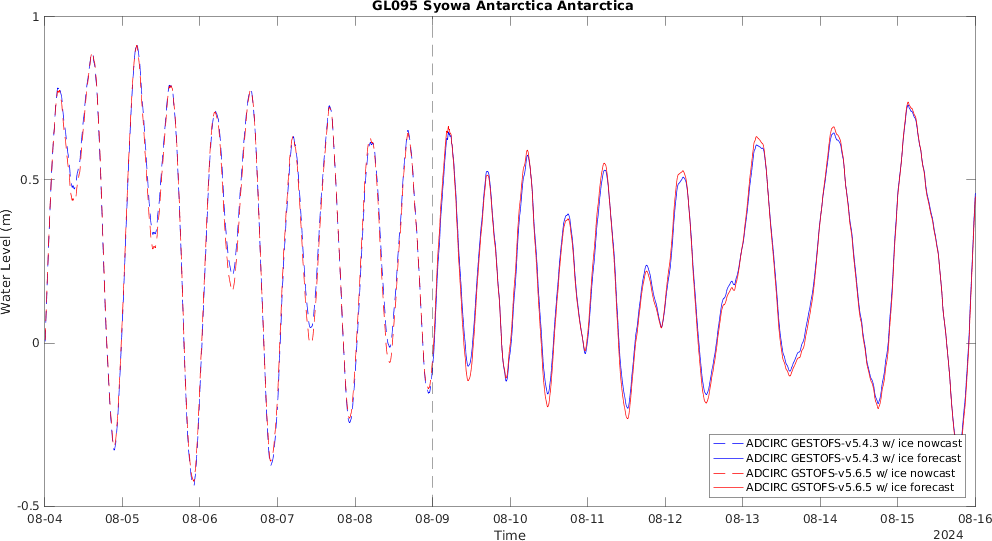 GL095 Syowa Antarctica Antarctica
1
0.5
0
-0.5
Water Level (m)
08-04 08-05 08-06 08-07 08-08 08-09 08-10 08-11 08-12 08-13 08-14 08-15 08-16
Time
2024
ADCIRC GESTOFS-v5.4.3 w/ ice nowcast
ADCIRC GESTOFS-v5.4.3 w/ ice forecast
ADCIRC GSTOFS-v5.6.5 w/ ice nowcast
ADCIRC GSTOFS-v5.6.5 w/ ice forecast